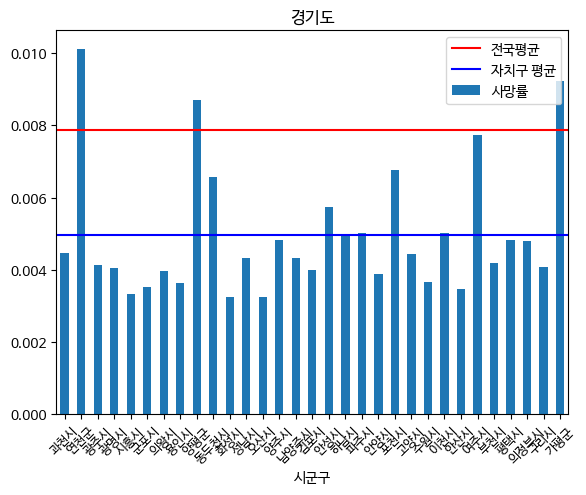 경기도
전국평균
자치구 평균
사망률
0.010
0.008
0.006
0.004
0.002
0.000
과천시
연천군
광주시
광명시
시흥시
군포시
의왕시
용인시
양평군
동두천시
화성시
성남시
오산시
양주시
남양주시
김포시
안성시
하남시
파주시
안양시
포천시
고양시
수원시
이천시
안산시
여주시
부천시
평택시
의정부시
구리시
가평군
시군구